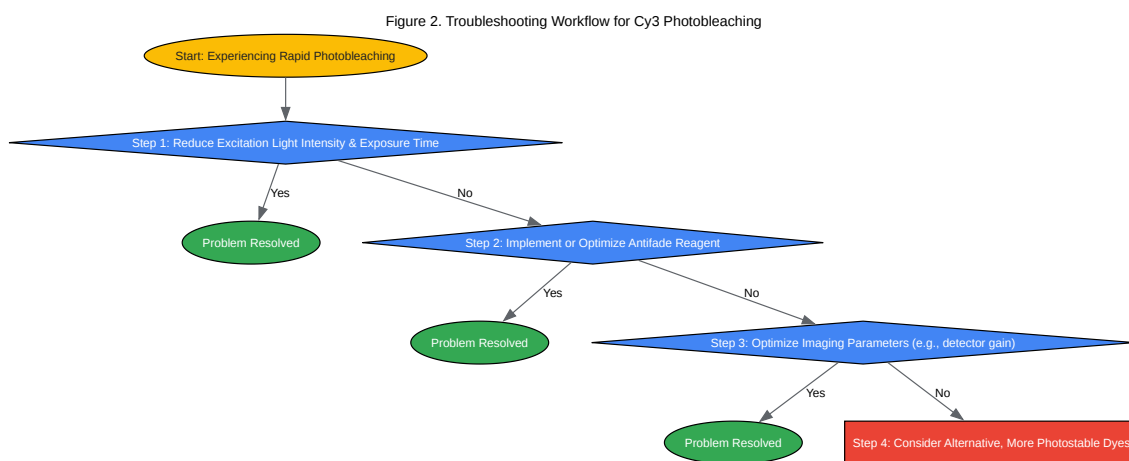 Figure 2. Troubleshooting Workflow for Cy3 Photobleaching
Start: Experiencing Rapid Photobleaching
Step 1: Reduce Excitation Light Intensity & Exposure Time
Yes
No
Problem Resolved
Step 2: Implement or Optimize Antifade Reagent
Yes
No
Problem Resolved
Step 3: Optimize Imaging Parameters (e.g., detector gain)
Yes
No
Problem Resolved
Step 4: Consider Alternative, More Photostable Dyes